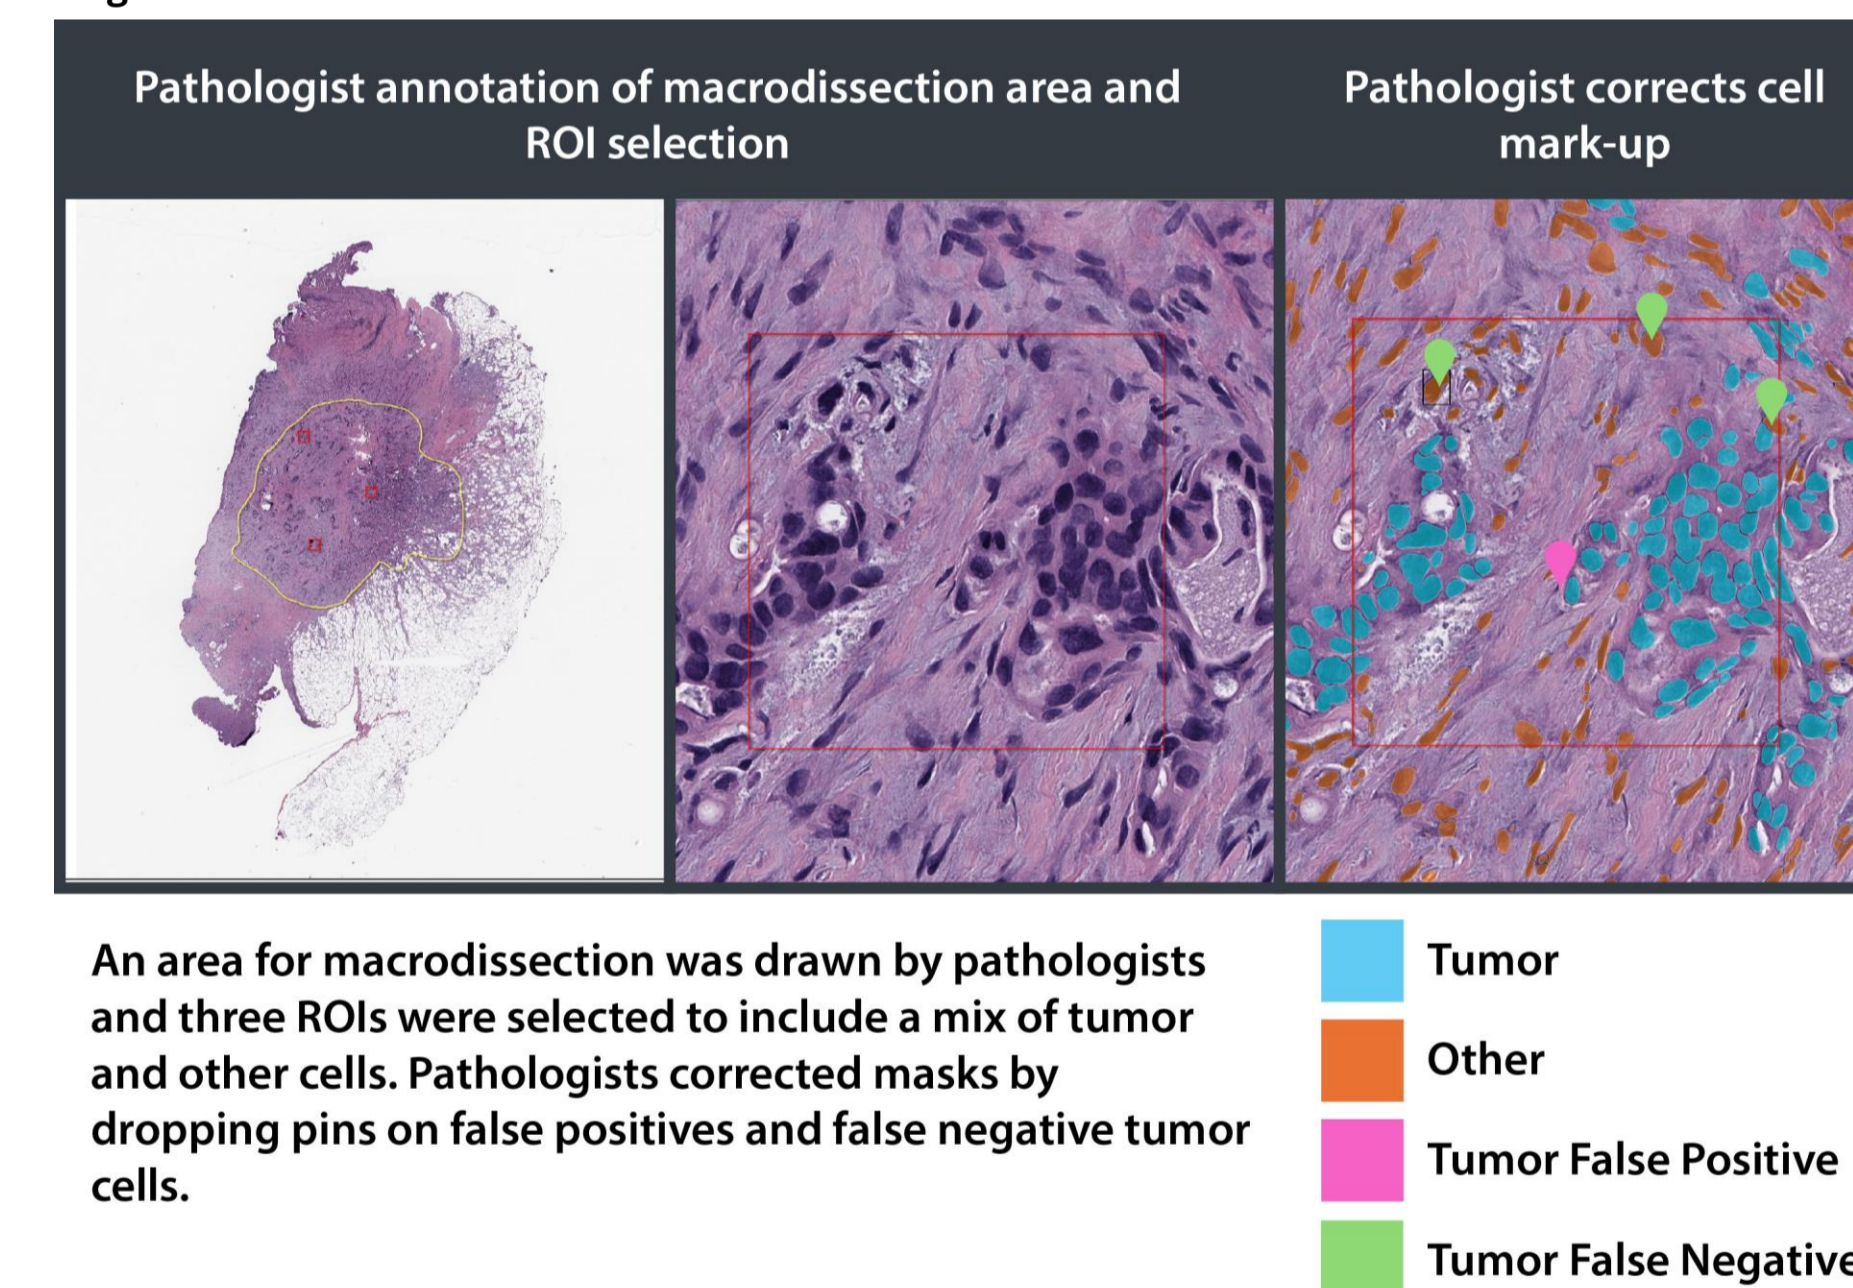 Pathologist annotation of macrodissection area and
ROI selection
Pathologist corrects cell
mark-up
An area for macrodissection was drawn by pathologists
and three ROIs were selected to include a mix of tumor
and other cells. Pathologists corrected masks by
dropping pins on false positives and false negative tumor
cells.
Tumor
Other
Tumor False Positive
Tumor False Negative